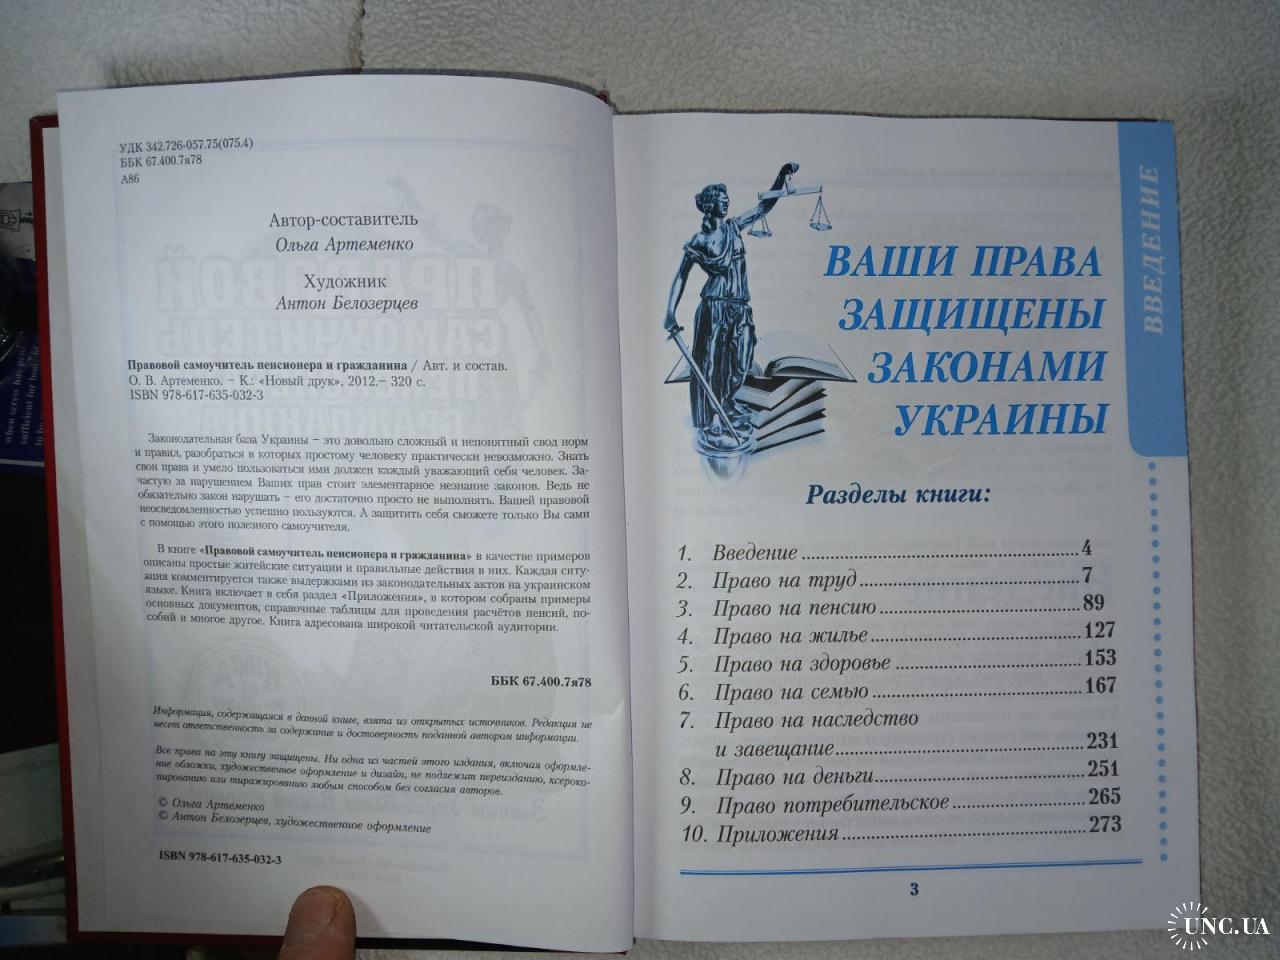 УДК 342.726-057.75(075.4)
ББК 67.400.7я78
А86
Автор-составитель
Ольга Артеменко
Художник
Антон Белозерцев
Правовой самоучитель пенсионера и гражданина / Авт. и состав.
О. В. Артеменко. – К.: «Новый друк», 2012.– 320 с.
ISBN 978-617-635-032-3
Законодательная база Украины – это довольно сложный и непонятный свод норм
и правил, разобраться в которых простому человеку практически невозможно. Знать
свои права и умело пользоваться ими должен каждый уважающий себя человек. За-
частую за нарушением Ваших прав стоит элементарное незнание законов. Ведь не
обязательно закон нарушать – его достаточно просто не выполнять. Вашей правовой
неосведомленностью успешно пользуются. А защитить себя сможете только Вы сами
с помощью этого полезного самоучителя.
В книге «Правовой самоучитель пенсионера и гражданина» в качестве примеров
описаны простые житейские ситуации и правильные действия в них. Каждая ситу-
ация комментируется также выдержками из законодательных актов на украинском
языке. Книга включает в себя раздел «Приложения», в котором собраны примеры
основных документов, справочные таблицы для проведения расчётов пенсий, по-
собий и многое другое. Книга адресована широкой читательской аудитории.
ББК 67.400.7я78
Информация, содержащаяся в данной книге, взята из открытых источников. Редакция не
несет ответственность за содержание и достоверность поданной автором информации.
Все права на эту книгу защищены. Ни одна из частей этого издания, включая оформле-
ние обложки, художественное оформление и дизайн, не подлежит переизданию, ксероко-
пированию или тиражированию любым способом без согласия авторов.
© Ольга Артеменко
© Антон Белозерцев, художественное оформление
ISBN 978-617-635-032-3
ВВЕДЕНИЕ
ВАШИ ПРАВА
ЗАЩИЩЕНЫ
ЗАКОНАМИ
УКРАИНЫ
Разделы книги:
1. Введение 4
2. Право на труд 7
3. Право на пенсию 89
4. Право на жилье 127
5. Право на здоровье 153
6. Право на семью 167
7. Право на наследство
и завещание 231
8. Право на деньги 251
9. Право потребительское 265
10. Приложения 273
3
when screw has
sufficient for
UNC.UA